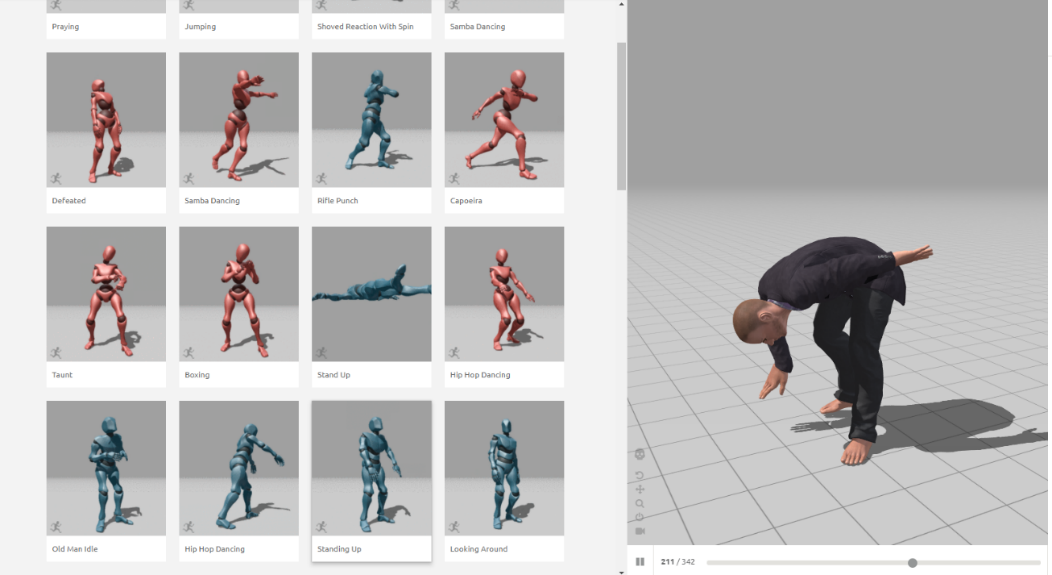 Praying
Jumping
Shoved Reaction With Spin
Samba Dancing
Defeated
Samba Dancing
Rifle Punch
Capoeira
Taunt
Boxing
Stand Up
Hip Hop Dancing
Old Man Idle
Hip Hop Dancing
Standing Up
Looking Around
211 / 342